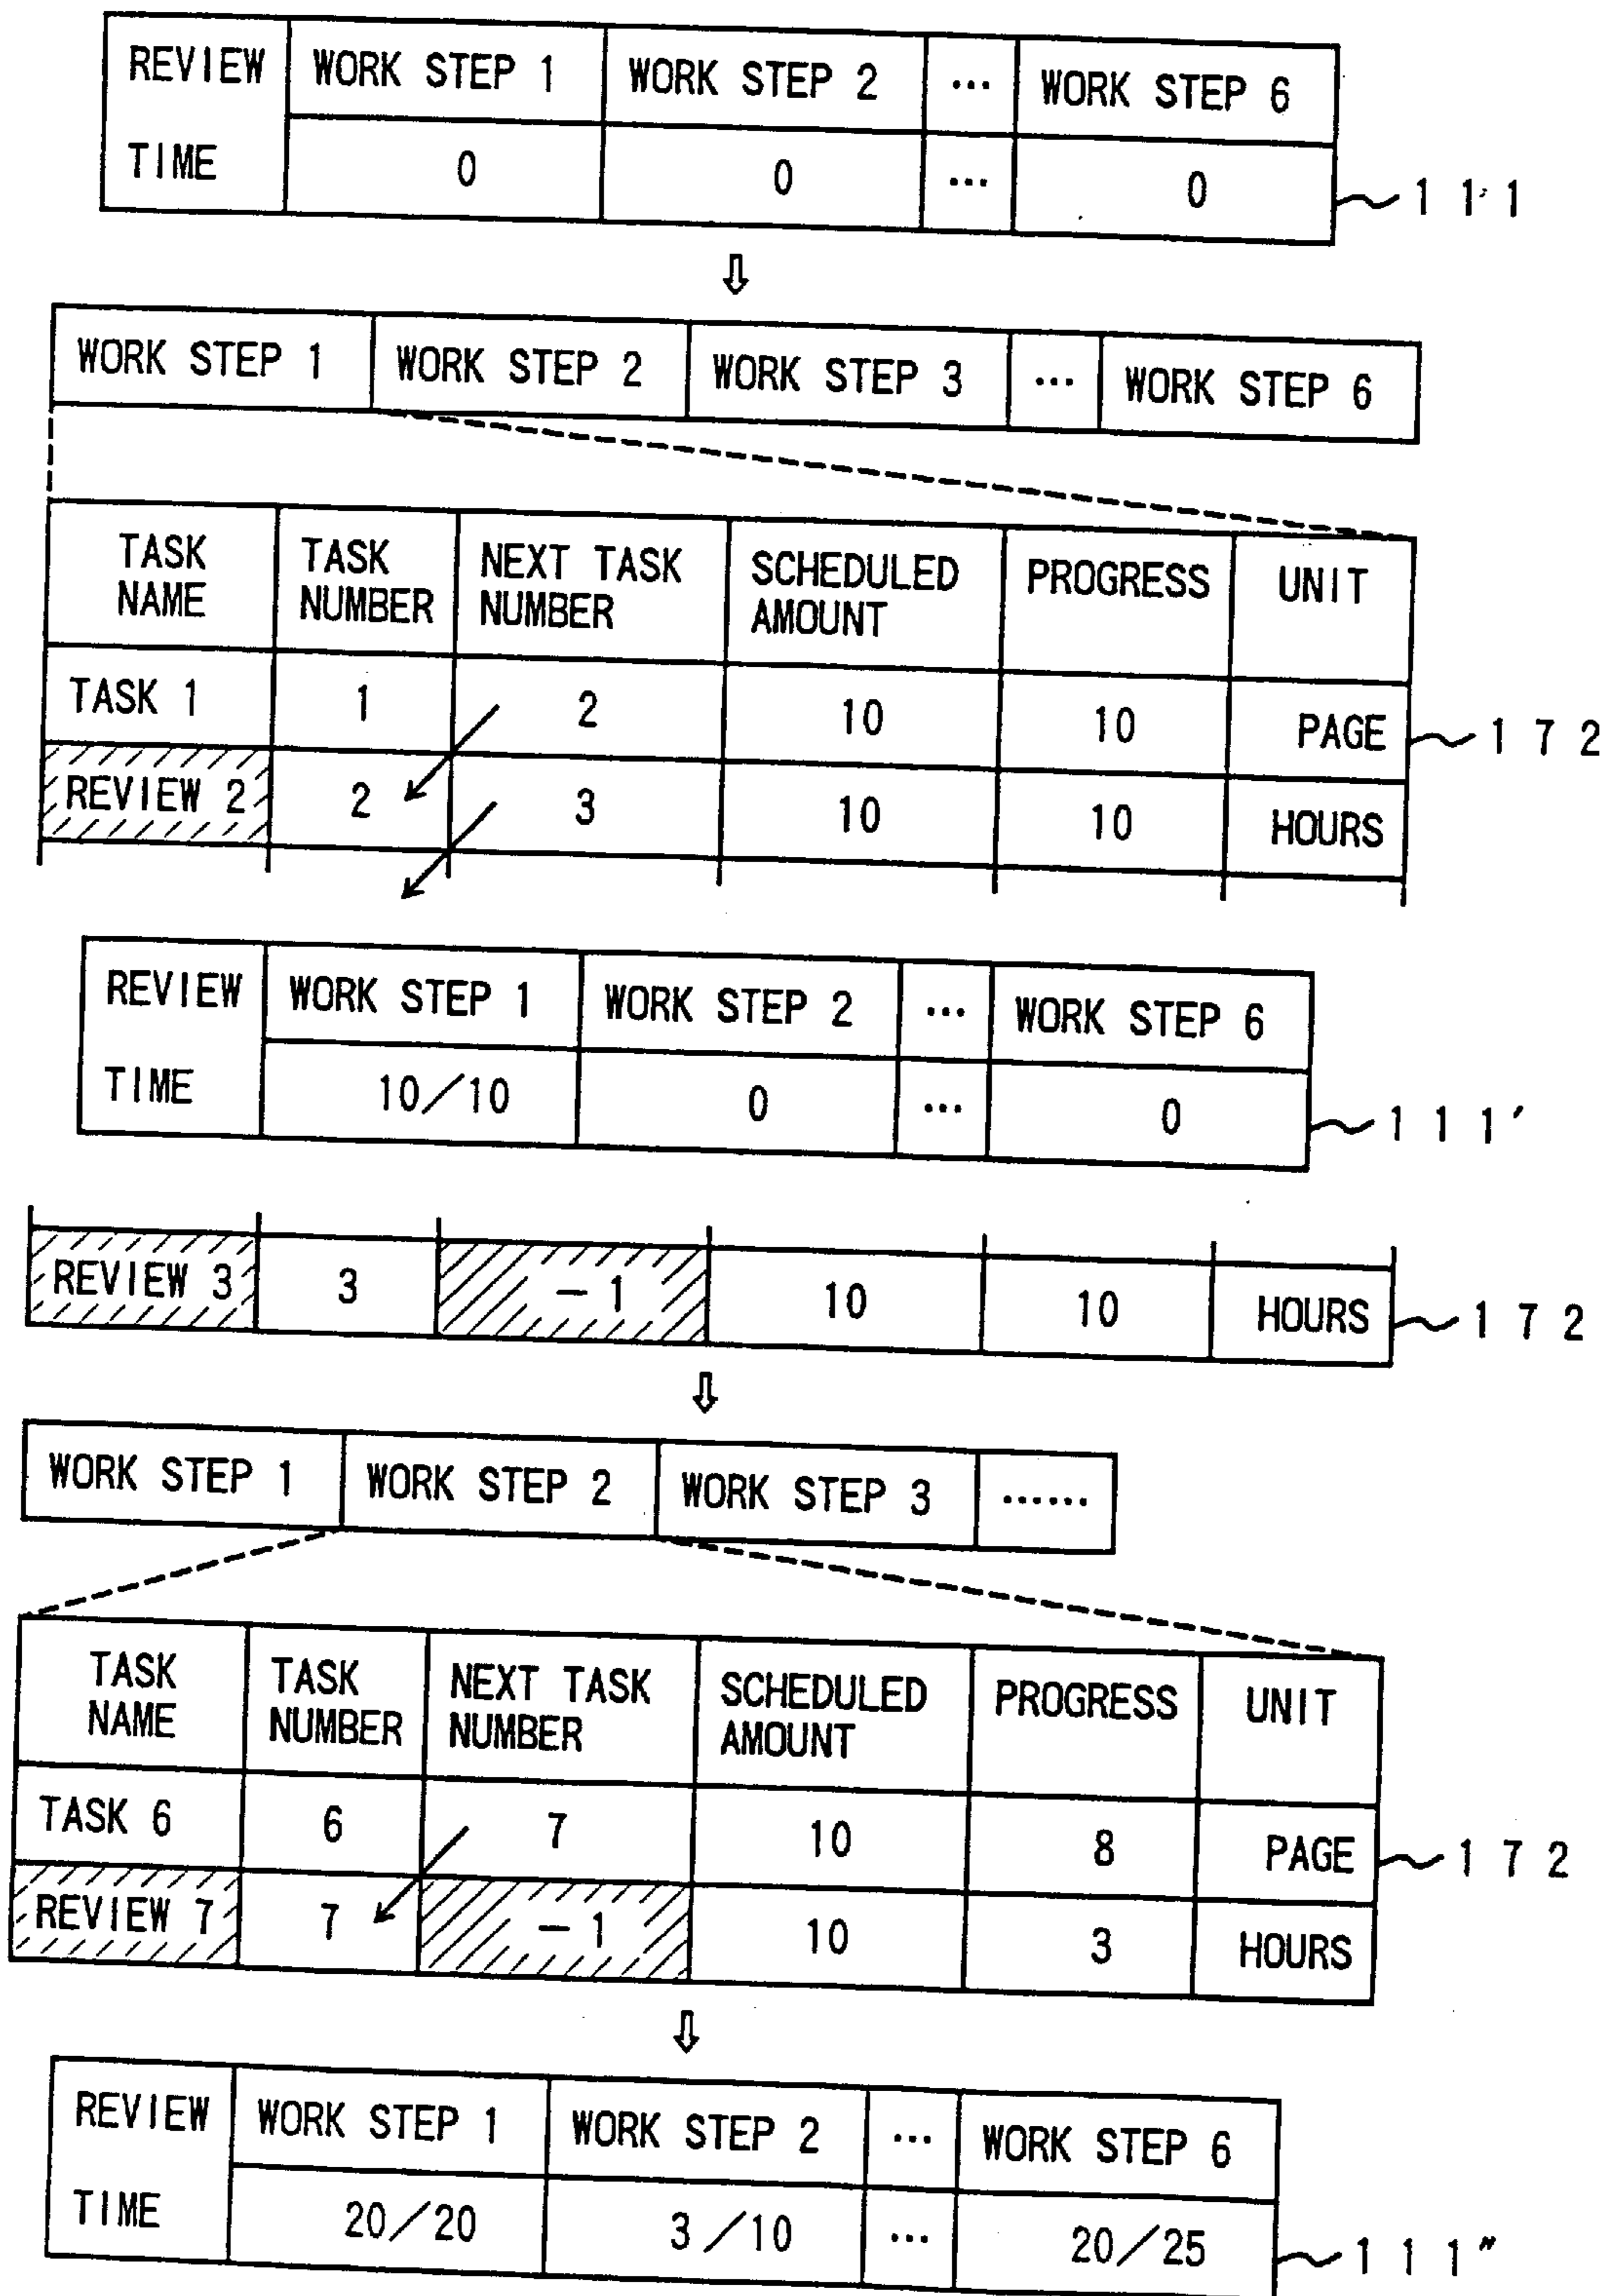 REVIEW TIME WORK STEP 1 WORK STEP 2 ... WORK STEP 6
0 0 ... 0
111
⇩
WORK STEP 1 WORK STEP 2 WORK STEP 3 ... WORK STEP 6
TASK NAME TASK NUMBER NEXT TASK NUMBER SCHEDULED AMOUNT PROGRESS UNIT
TASK 1 1 2 10 10 PAGE
172
REVIEW 2 2 3 10 10 HOURS
REVIEW TIME WORK STEP 1 WORK STEP 2 ... WORK STEP 6
10/10 0 ... 0
111'
REVIEW 3 3 -1 10 10 HOURS
172
⇩
WORK STEP 1 WORK STEP 2 WORK STEP 3 ......
TASK NAME TASK NUMBER NEXT TASK NUMBER SCHEDULED AMOUNT PROGRESS UNIT
TASK 6 6 7 10 8 PAGE
172
REVIEW 7 7 -1 10 3 HOURS
⇩
REVIEW TIME WORK STEP 1 WORK STEP 2 ... WORK STEP 6
20/20 3/10 ... 20/25
111"